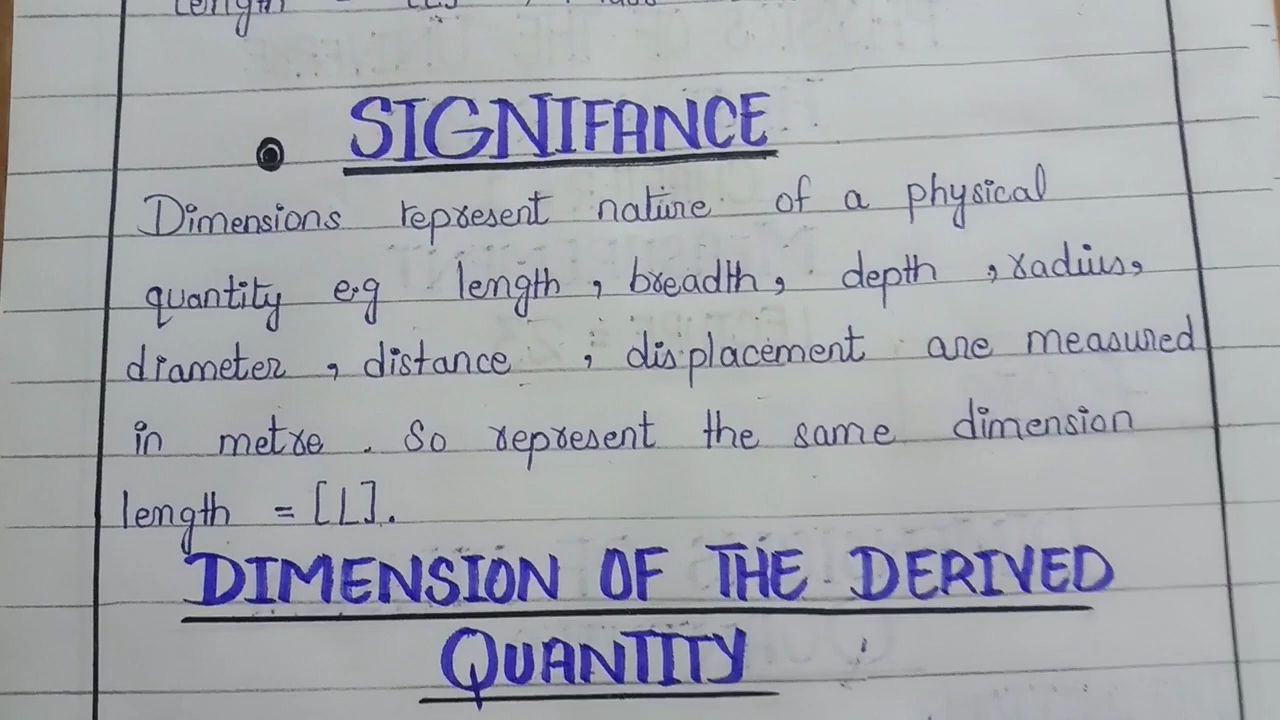 length =
• SIGNIFANCE
Dimensions represent nature of a physical
quantity e.g length, breadth, depth, radius,
diameter, distance, displacement are measured
in metre. So represent the same dimension
length = [L].
DIMENSION OF THE DERIVED
QUANTITY